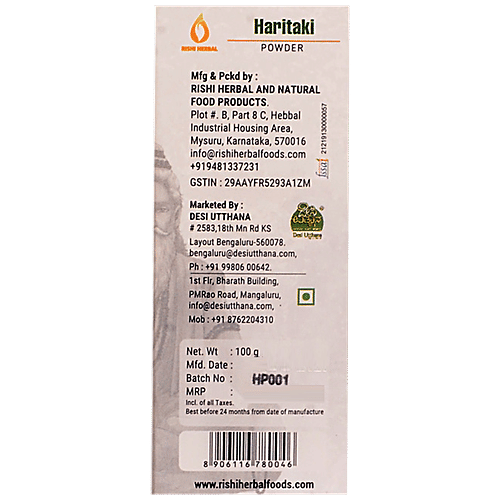 RISHI HERBAL
Haritaki
POWDER
Mfg & Pckd by :
RISHI HERBAL AND NATURAL
FOOD PRODUCTS.
Plot #. B, Part 8 C, Hebbal
Industrial Housing Area,
Mysuru, Karnataka, 570016
info@rishiherbalfoods.com
+919481337231
GSTIN : 29AAYFR5293A1ZM
fssai
21219130000057
Marketed By :
DESI UTTHANA
# 2583,18th Mn Rd KS
Layout Bengaluru-560078.
bengaluru@desiutthana.com,
Ph : +91 99806 00642.
1st Flr, Bharath Building,
PMRao Road, Mangaluru,
info@desiutthana.com,
Mob : +91 8762204310
Desi Utthana
Net. Wt : 100 g
Mfd. Date :
Batch No : HP001
MRP :
Incl. of all Taxes.
Best before 24 months from date of manufacture
8 906116 780046
www.rishiherbalfoods.com